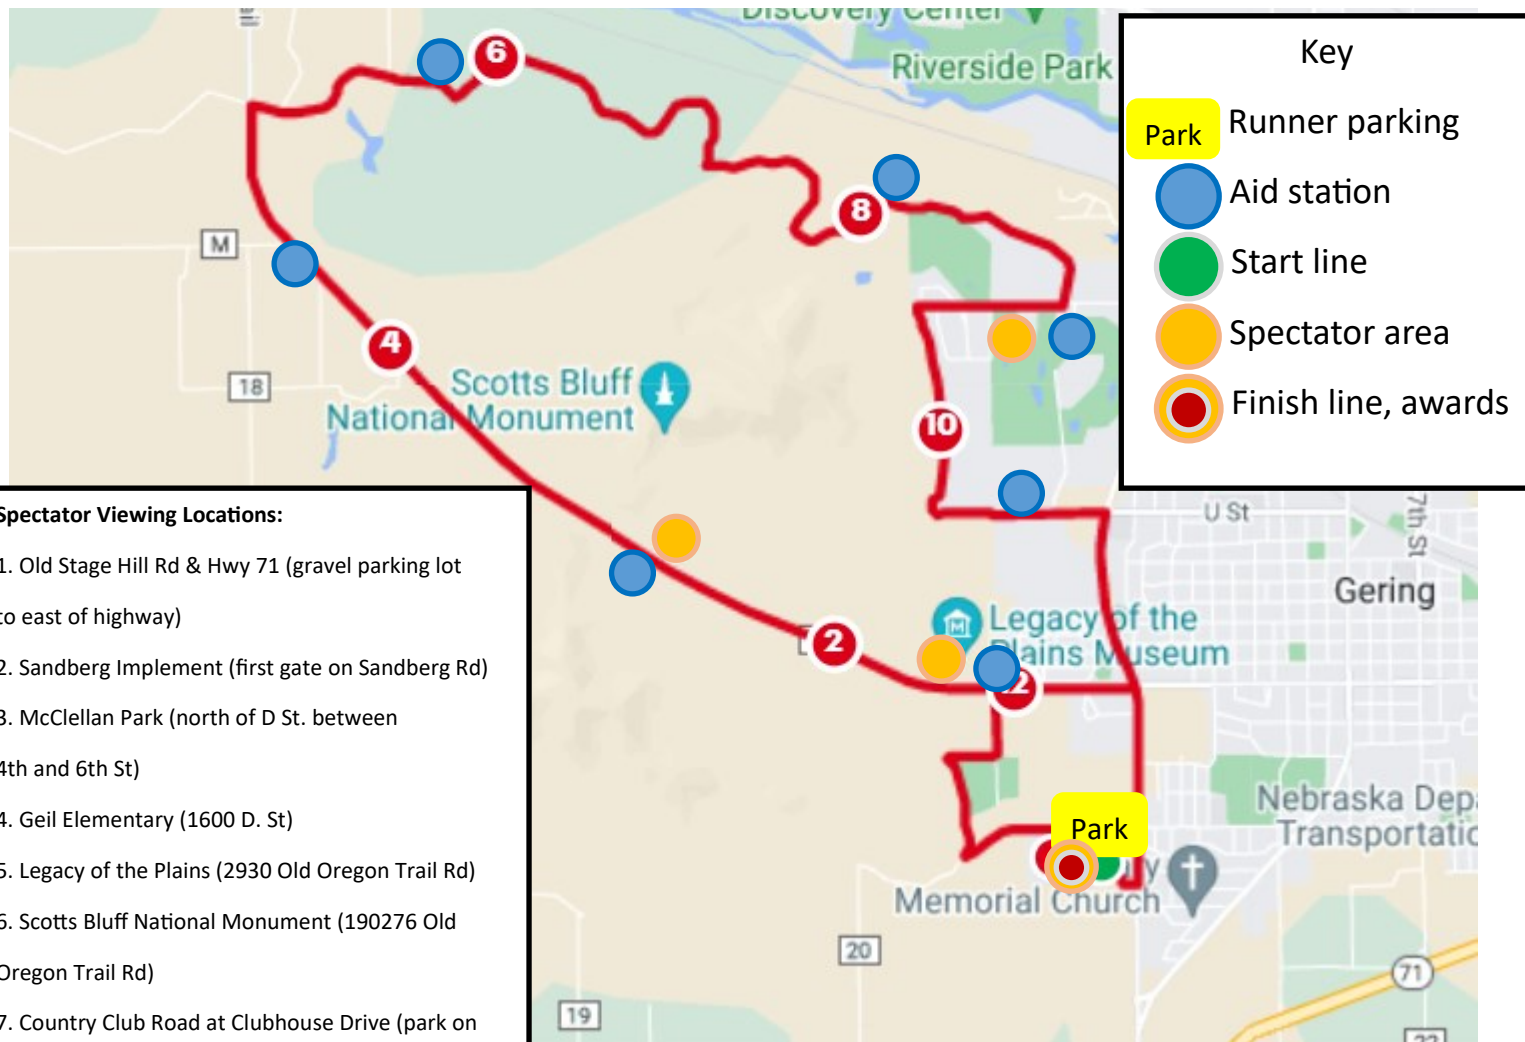 Discovery Center
Riverside Park
6
8
M
4
18
Scotts Bluff
National Monument
10
2
Legacy of the
Plains Museum
U St
7th St
Gering
Park
Memorial Church
Nebraska Dep
Transportatio
20
19
71
Key
Park Runner parking
Aid station
Start line
Spectator area
Finish line, awards
Spectator Viewing Locations:
1. Old Stage Hill Rd & Hwy 71 (gravel parking lot
to east of highway)
2. Sandberg Implement (first gate on Sandberg Rd)
3. McClellan Park (north of D St. between
4th and 6th St)
4. Geil Elementary (1600 D. St)
5. Legacy of the Plains (2930 Old Oregon Trail Rd)
6. Scotts Bluff National Monument (190276 Old
Oregon Trail Rd)
7. Country Club Road at Clubhouse Drive (park on